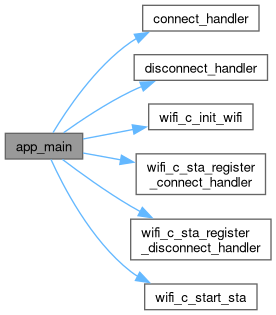 connect_handler
disconnect_handler
wifi_c_init_wifi
app_main
wifi_c_sta_register
_connect_handler
wifi_c_sta_register
_disconnect_handler
wifi_c_start_sta